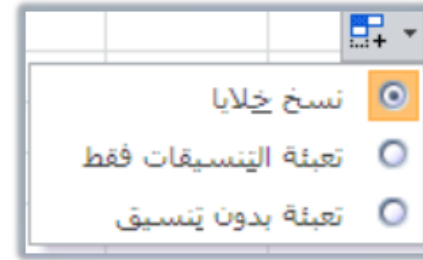 نسخ خلايا
تعبئة التنسيقات فقط
تعبئة بدون تنسيق